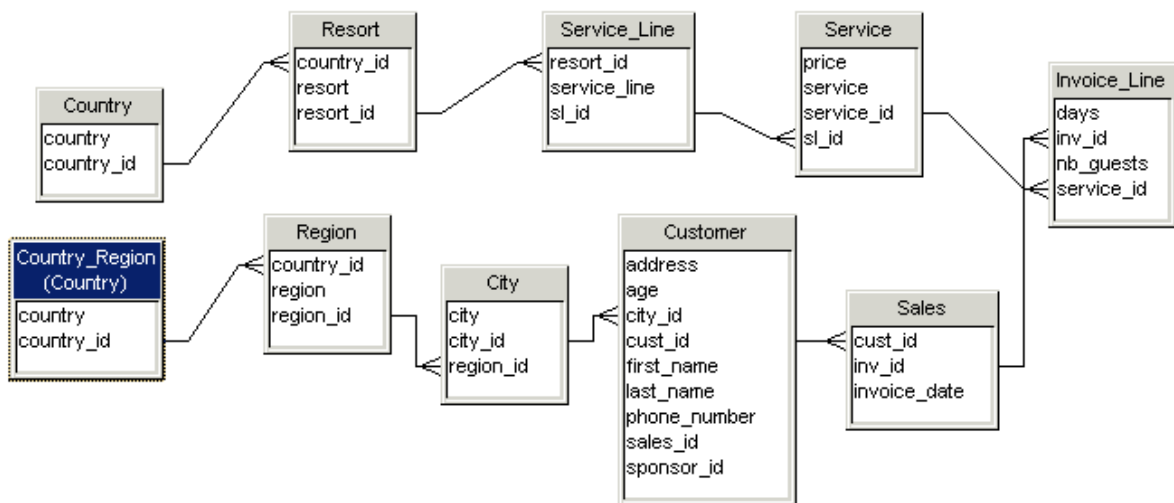 Resort
country_id
resort
resort_id
Service_Line
resort_id
service_line
sl_id
Service
price
service
service_id
sl_id
Invoice_Line
days
inv_id
nb_guests
service_id
Country
country
country_id
Country_Region
(Country)
country
country_id
Region
country_id
region
region_id
City
city
city_id
region_id
Customer
address
age
city_id
cust_id
first_name
last_name
phone_number
sales_id
sponsor_id
Sales
cust_id
inv_id
invoice_date